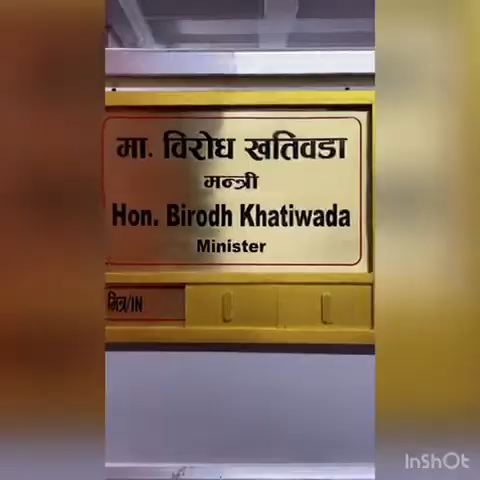 मा. विरोध खतिवडा
मन्त्री
Hon. Birodh Khatiwada
Minister
भित्र/IN
InShOt